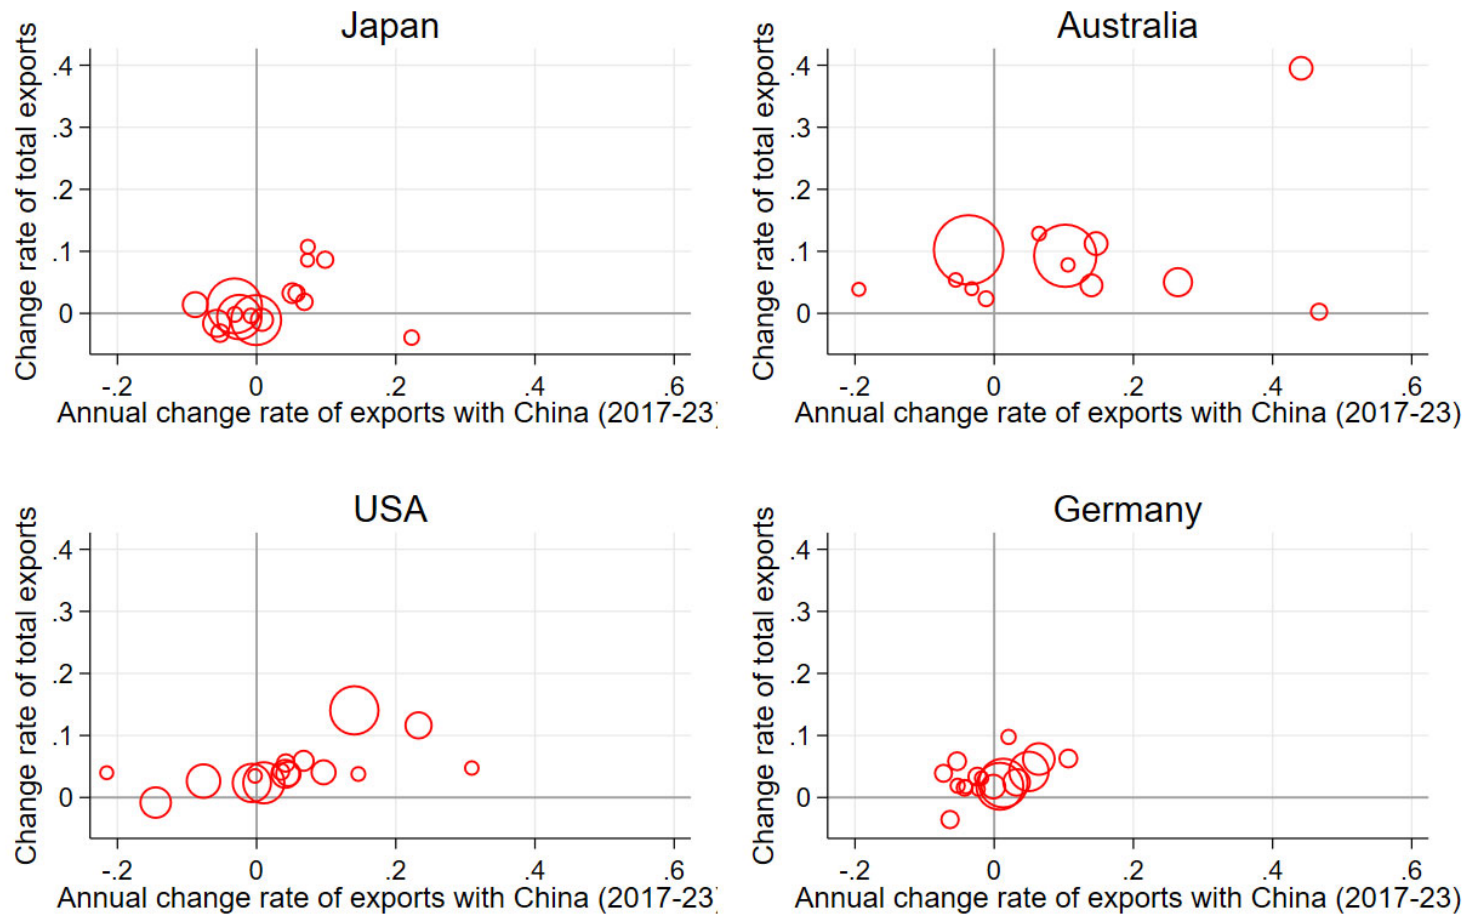 Japan
Change rate of total exports
.4
.3
.2
.1
0
-.2 0 .2 .4 .6
Annual change rate of exports with China (2017-23)
Australia
Change rate of total exports
.4
.3
.2
.1
0
-.2 0 .2 .4 .6
Annual change rate of exports with China (2017-23)
USA
Change rate of total exports
.4
.3
.2
.1
0
-.2 0 .2 .4 .6
Annual change rate of exports with China (2017-23)
Germany
Change rate of total exports
.4
.3
.2
.1
0
-.2 0 .2 .4 .6
Annual change rate of exports with China (2017-23)